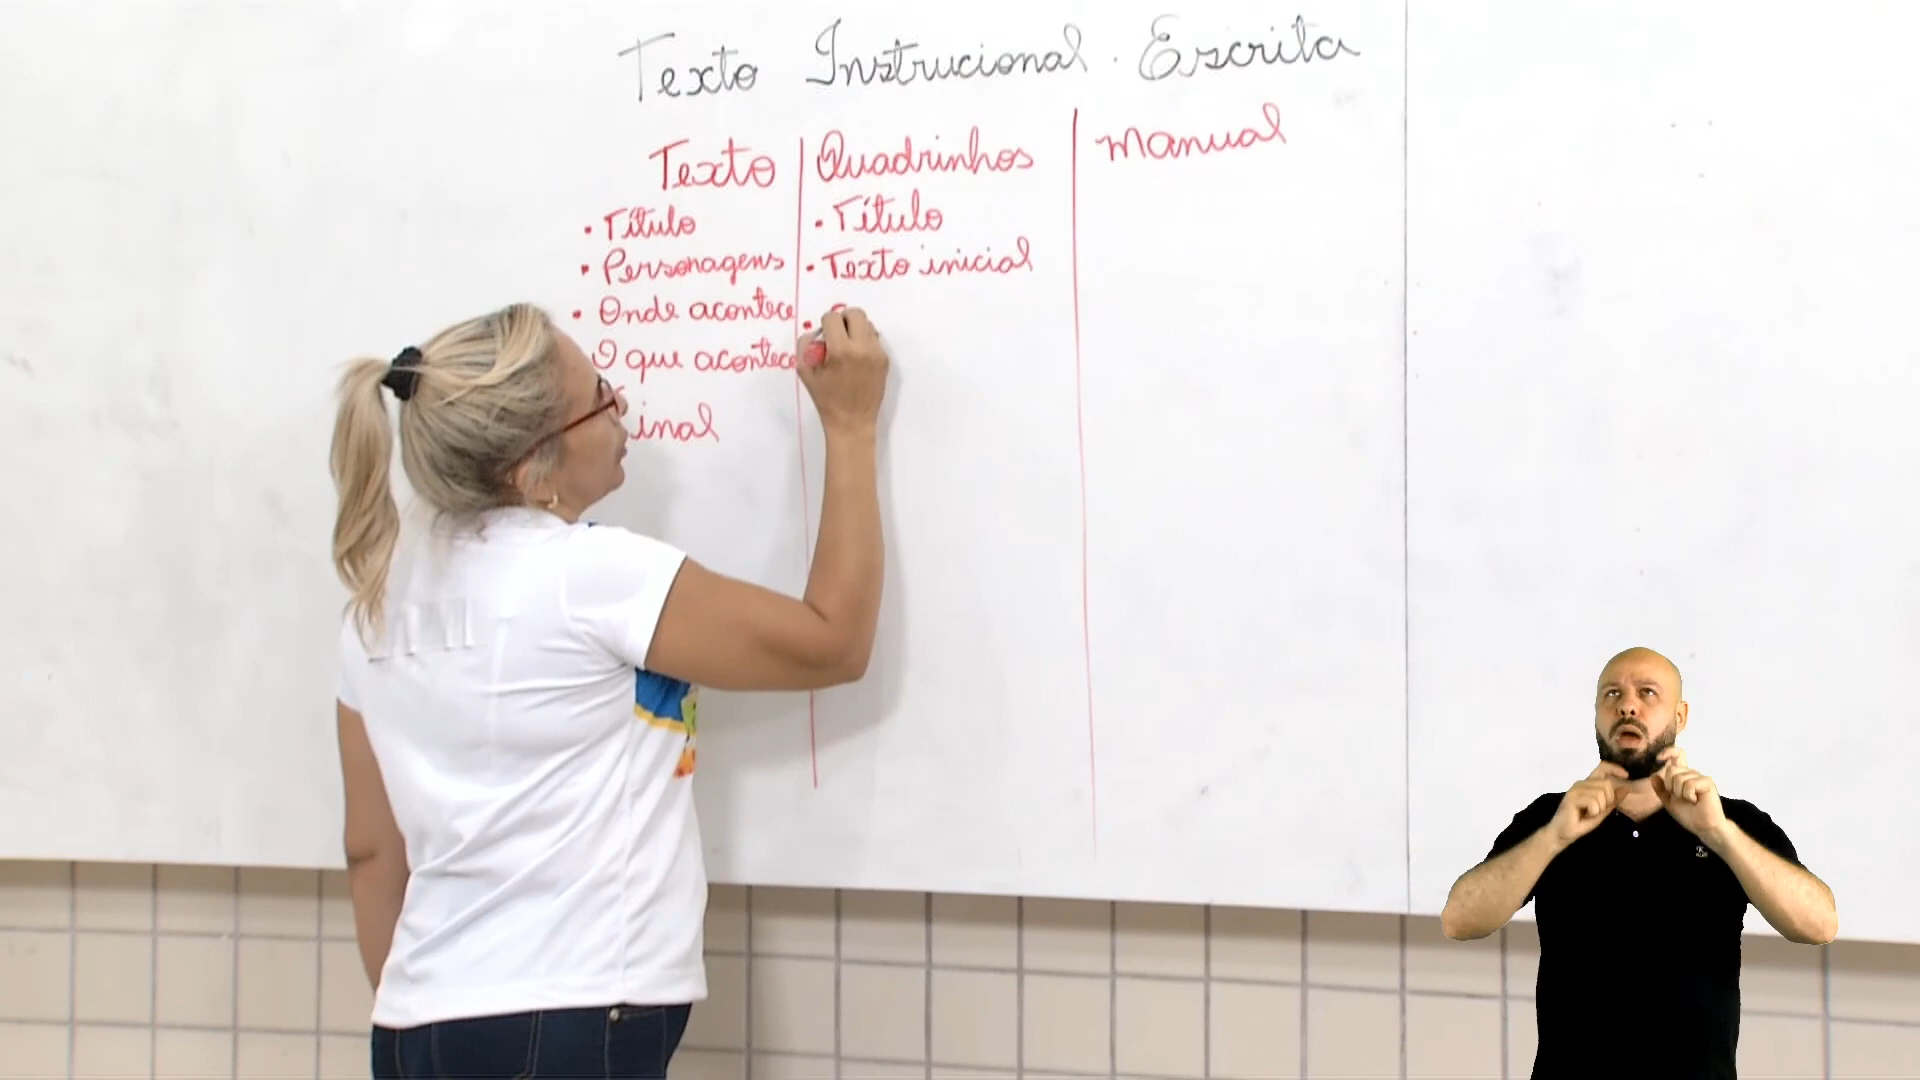 Texto Instrucional. Escrita
Texto
• Título
• Personagens
• Onde acontece
O que acontece
inal
Quadrinhos
• Título
• Texto inicial
•
Manual